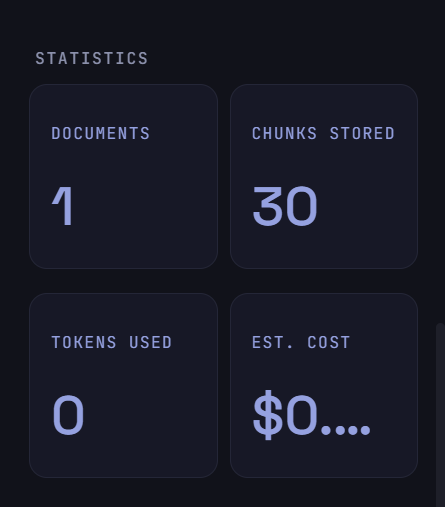 STATISTICS
DOCUMENTS
1
CHUNKS STORED
30
TOKENS USED
0
EST. COST
$0.…